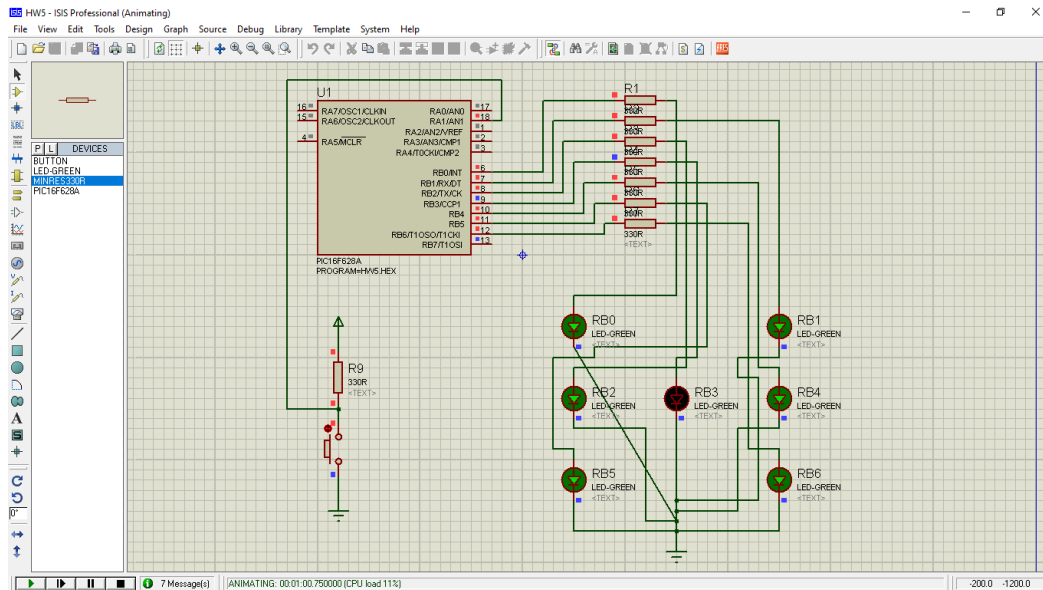 HW5 - ISIS Professional (Animating)
File View Edit Tools Design Graph Source Debug Library Template System Help
P L DEVICES
BUTTON
LED-GREEN
MINRES330R
PIC16F628A
U1
16 RA7/OSC1/CLKIN RA0/AN0 17
15 RA6/OSC2/CLKOUT RA1/AN1 18
RA2/AN2/VREF 1
4 RA5/MCLR RA3/AN3/CMP1 2
RA4/T0CKI/CMP2 3
RB0/INT 6
RB1/RX/DT 7
RB2/TX/CK 8
RB3/CCP1 9
RB4 10
RB5 11
RB6/T1OSO/T1CKI 12
RB7/T1OSI 13
PIC16F628A
PROGRAM=HW5.HEX
R1
330R
<TEXT>
R9
330R
<TEXT>
RB0
LED-GREEN
<TEXT>
RB1
LED-GREEN
<TEXT>
RB2
LED-GREEN
<TEXT>
RB3
LED-GREEN
<TEXT>
RB4
LED-GREEN
<TEXT>
RB5
LED-GREEN
<TEXT>
RB6
LED-GREEN
<TEXT>
A
0°
7 Message(s) ANIMATING: 00:01:00.750000 (CPU load 11%) -200.0 -1200.0